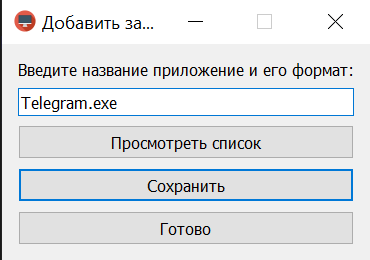 Добавить за...
Введите название приложение и его формат:
Telegram.exe
Просмотреть список
Сохранить
Готово